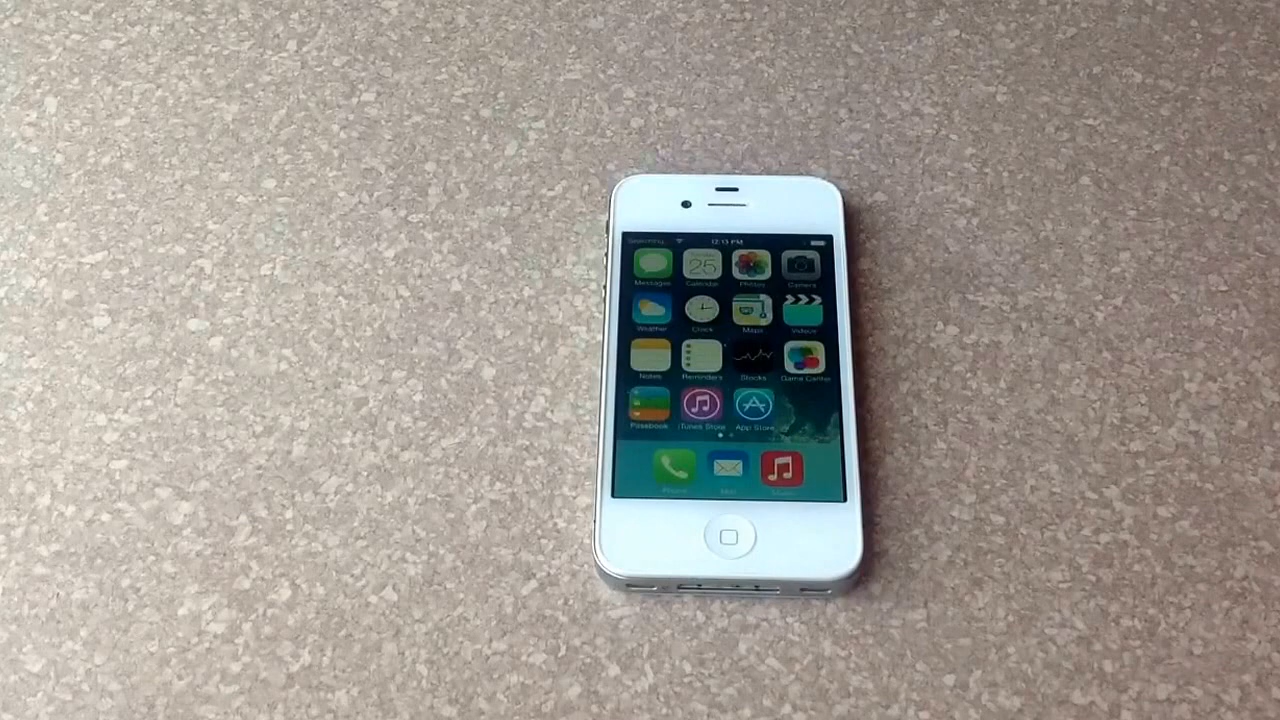 Searching... 12:13 PM
25
Messages Calendar Photos Camera
Weather Clock Maps Videos
Notes Reminders Stocks Game Center
Passbook iTunes Store App Store
Phone Mail Music